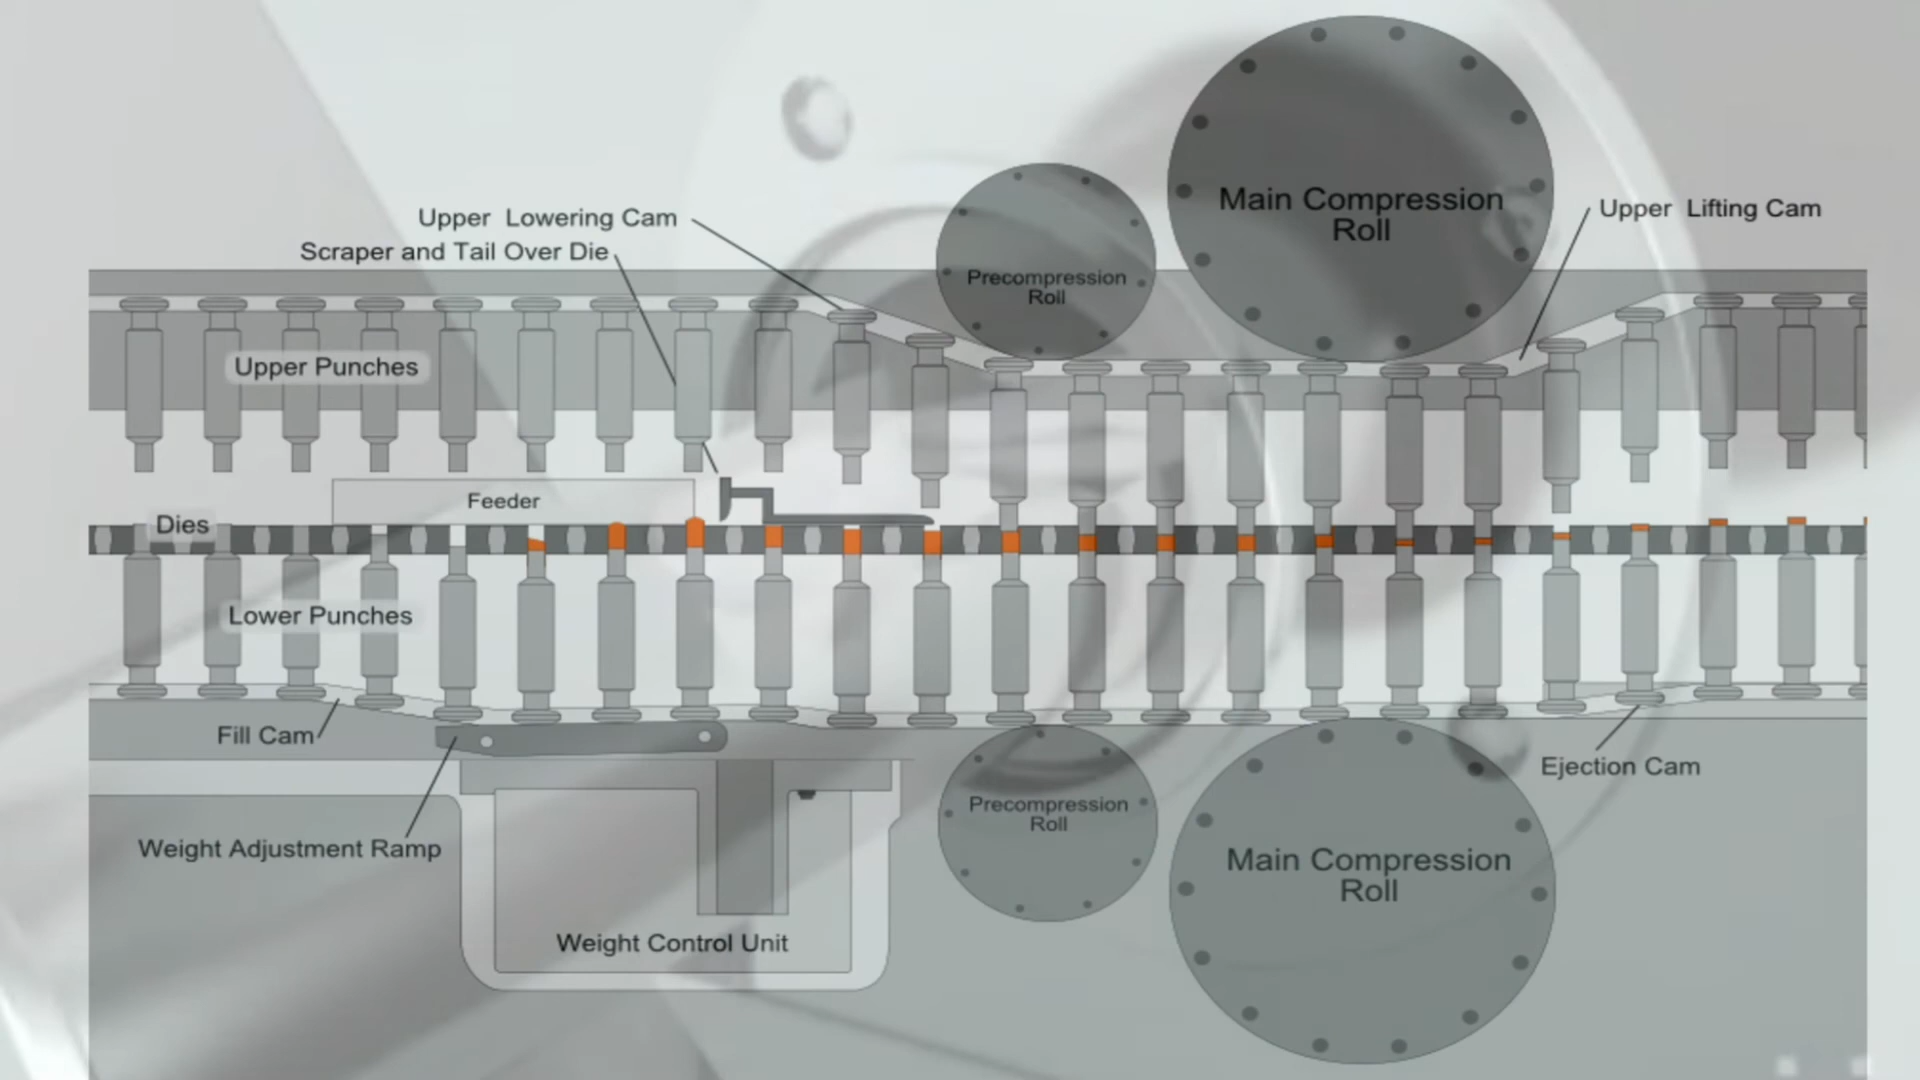 Upper Lowering Cam
Scraper and Tail Over Die
Main Compression
Roll
Upper Lifting Cam
Precompression
Roll
Upper Punches
Feeder
Dies
Lower Punches
Fill Cam
Weight Adjustment Ramp
Weight Control Unit
Precompression
Roll
Main Compression
Roll
Ejection Cam